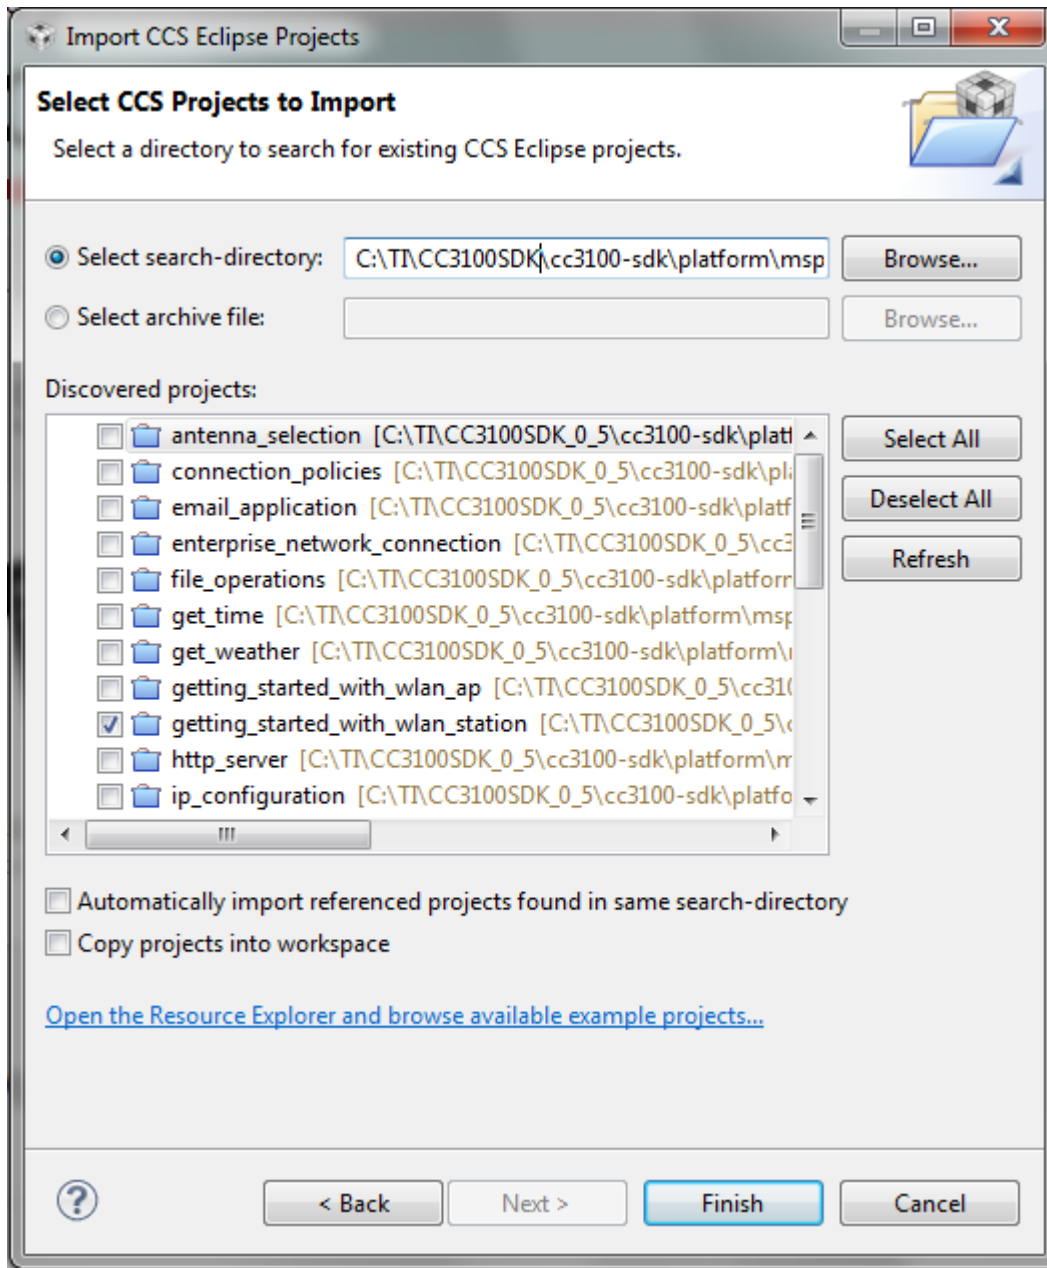 Import CCS Eclipse Projects
Select CCS Projects to Import
Select a directory to search for existing CCS Eclipse projects.
Select search-directory: C:\TI\CC3100SDK\cc3100-sdk\platform\msp Browse...
Select archive file: Browse...
Discovered projects:
antenna_selection [C:\TI\CC3100SDK_0_5\cc3100-sdk\platf
connection_policies [C:\TI\CC3100SDK_0_5\cc3100-sdk\pla
email_application [C:\TI\CC3100SDK_0_5\cc3100-sdk\platf
enterprise_network_connection [C:\TI\CC3100SDK_0_5\cc3
file_operations [C:\TI\CC3100SDK_0_5\cc3100-sdk\platforr
get_time [C:\TI\CC3100SDK_0_5\cc3100-sdk\platform\msp
get_weather [C:\TI\CC3100SDK_0_5\cc3100-sdk\platform\
getting_started_with_wlan_ap [C:\TI\CC3100SDK_0_5\cc310
getting_started_with_wlan_station [C:\TI\CC3100SDK_0_5\c
http_server [C:\TI\CC3100SDK_0_5\cc3100-sdk\platform\m
ip_configuration [C:\TI\CC3100SDK_0_5\cc3100-sdk\platfo
Select All
Deselect All
Refresh
Automatically import referenced projects found in same search-directory
Copy projects into workspace
Open the Resource Explorer and browse available example projects...
? < Back Next > Finish Cancel